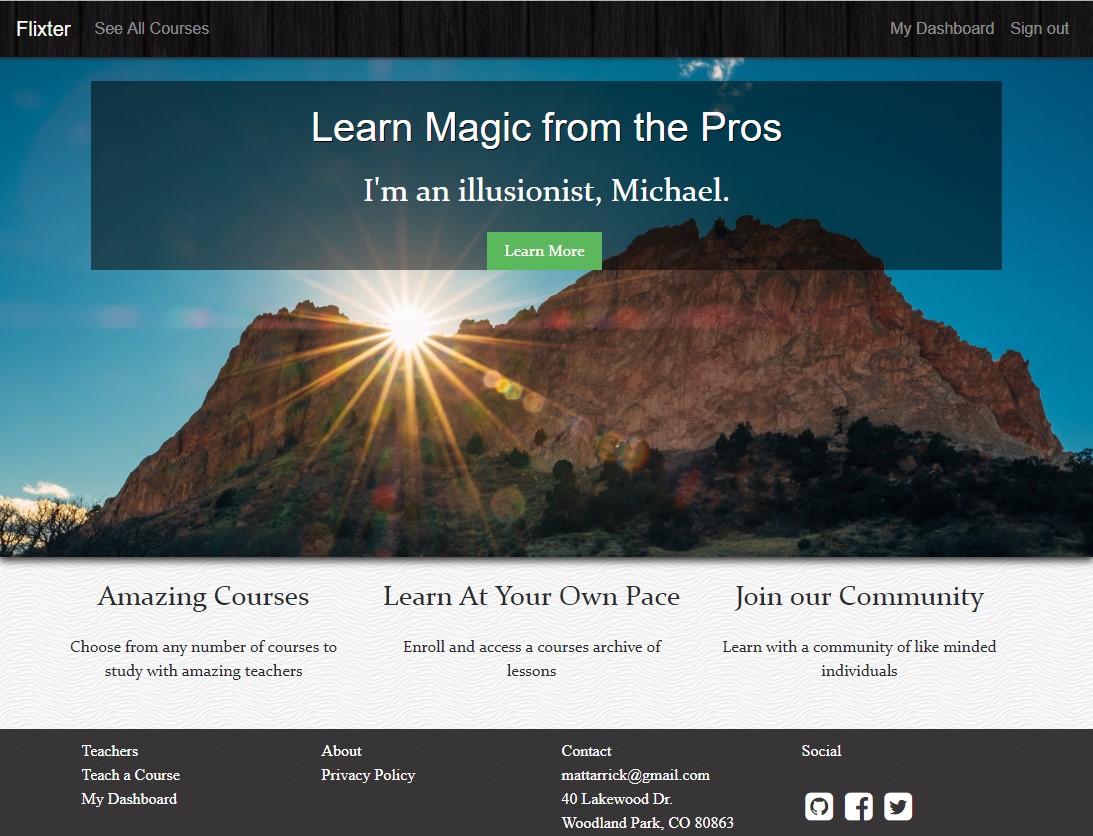 Flixter
See All Courses
My Dashboard
Sign out
Learn Magic from the Pros
I'm an illusionist, Michael.
Learn More
Amazing Courses
Choose from any number of courses to
study with amazing teachers
Learn At Your Own Pace
Enroll and access a courses archive of
lessons
Join our Community
Learn with a community of like minded
individuals
Teachers
Teach a Course
My Dashboard
About
Privacy Policy
Contact
mattarrick@gmail.com
40 Lakewood Dr.
Woodland Park, CO 80863
Social